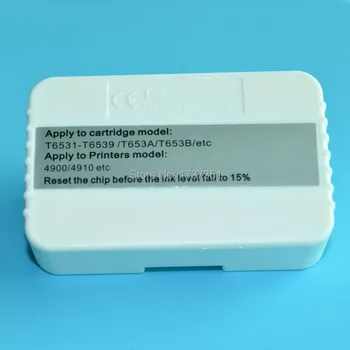 CE
Apply to cartridge model:
T6531-T6539 /T653A/T653B/etc
Apply to Printers model:
4900/4910 etc
Reset the chip before the ink level fall to 15%